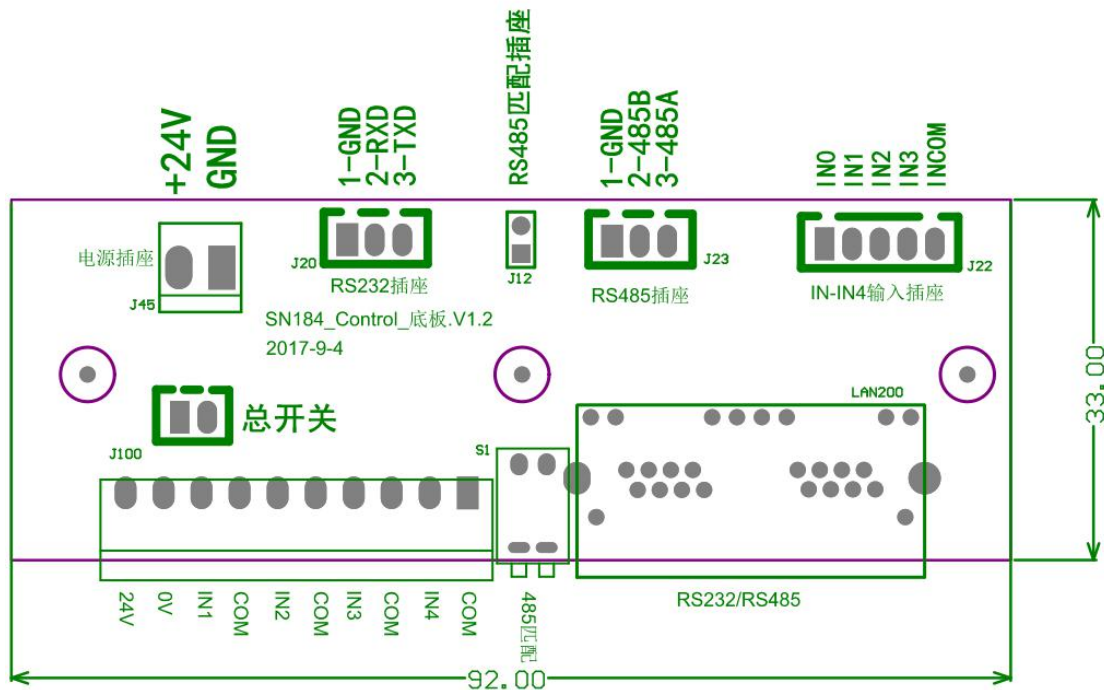 +24V
GND
1-GND
2-RXD
3-TXD
RS485匹配插座
1-GND
2-485B
3-485A
IN0
IN1
IN2
IN3
INCOM
电源插座
J45
J20
RS232插座
J12
J23
RS485插座
J22
IN-IN4输入插座
SN184_Control_底板.V1.2
2017-9-4
总开关
J100
S1
LAN200
33.00
24V
0V
IN1
COM
IN2
COM
IN3
COM
IN4
COM
485匹配
RS232/RS485
92.00